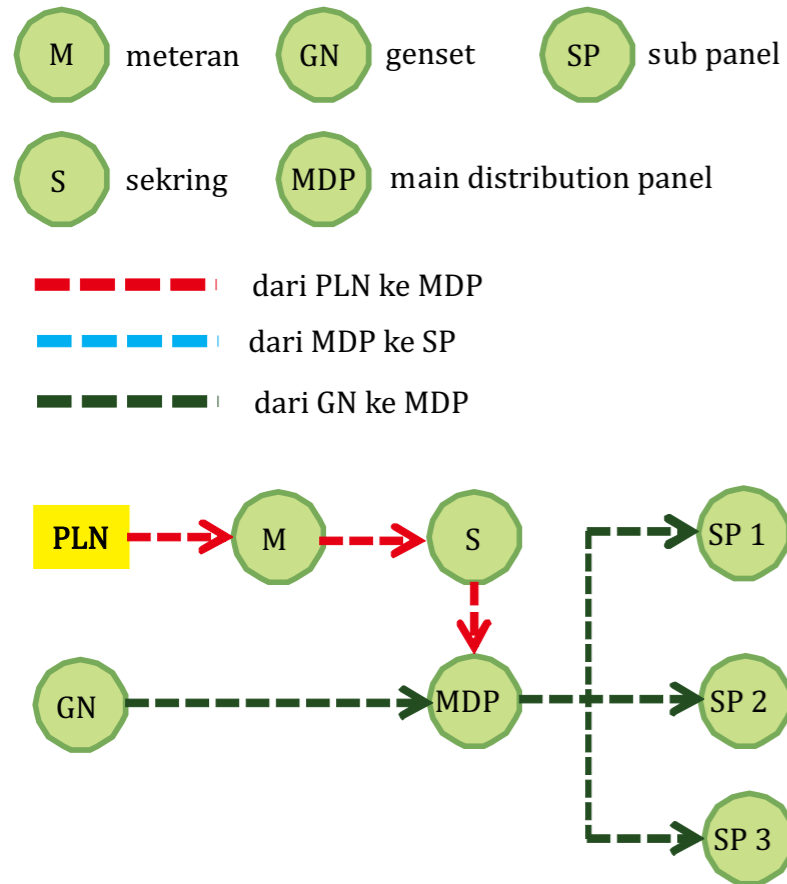 M meteran GN genset SP sub panel
S sekring MDP main distribution panel
dari PLN ke MDP
dari MDP ke SP
dari GN ke MDP
PLN M S SP 1
GN MDP SP 2
SP 3